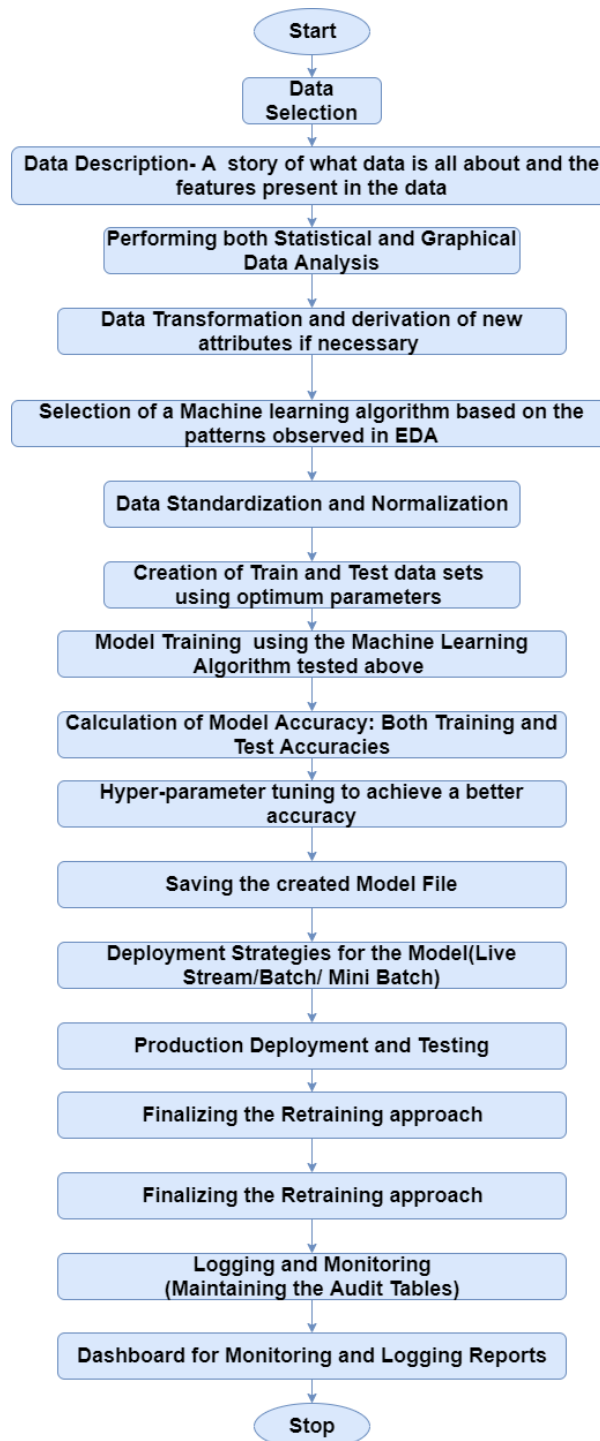 Start
Data
Selection
Data Description- A  story of what data is all about and the
features present in the data
Performing both Statistical and Graphical
Data Analysis
Data Transformation and derivation of new
attributes if necessary
Selection of a Machine learning algorithm based on the
patterns observed in EDA
Data Standardization and Normalization
Creation of Train and Test data sets
using optimum parameters
Model Training  using the Machine Learning
Algorithm tested above
Calculation of Model Accuracy: Both Training and
Test Accuracies
Hyper-parameter tuning to achieve a better
accuracy
Saving the created Model File
Deployment Strategies for the Model(Live
Stream/Batch/ Mini Batch)
Production Deployment and Testing
Finalizing the Retraining approach
Finalizing the Retraining approach
Logging and Monitoring
(Maintaining the Audit Tables)
Dashboard for Monitoring and Logging Reports
Stop